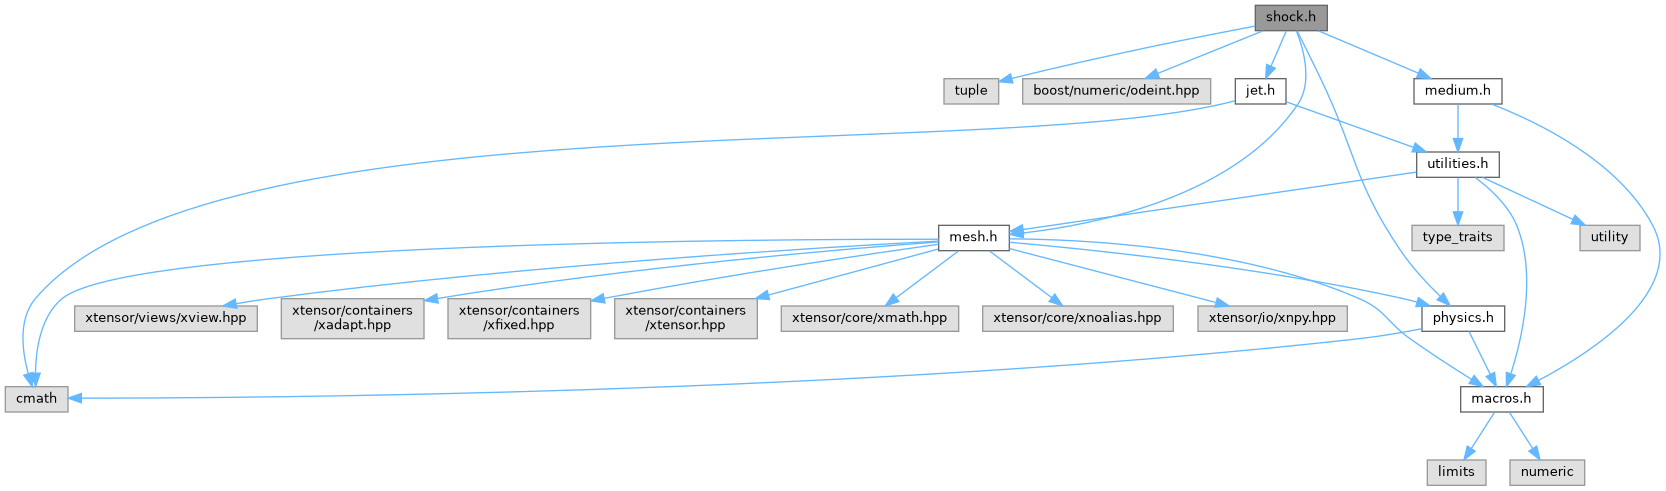 shock.h
tuple
boost/numeric/odeint.hpp
jet.h
medium.h
utilities.h
mesh.h
type_traits
utility
xtensor/views/xview.hpp
xtensor/containers
/xadapt.hpp
xtensor/containers
/xfixed.hpp
xtensor/containers
/xtensor.hpp
xtensor/core/xmath.hpp
xtensor/core/xnoalias.hpp
xtensor/io/xnpy.hpp
physics.h
cmath
macros.h
limits
numeric